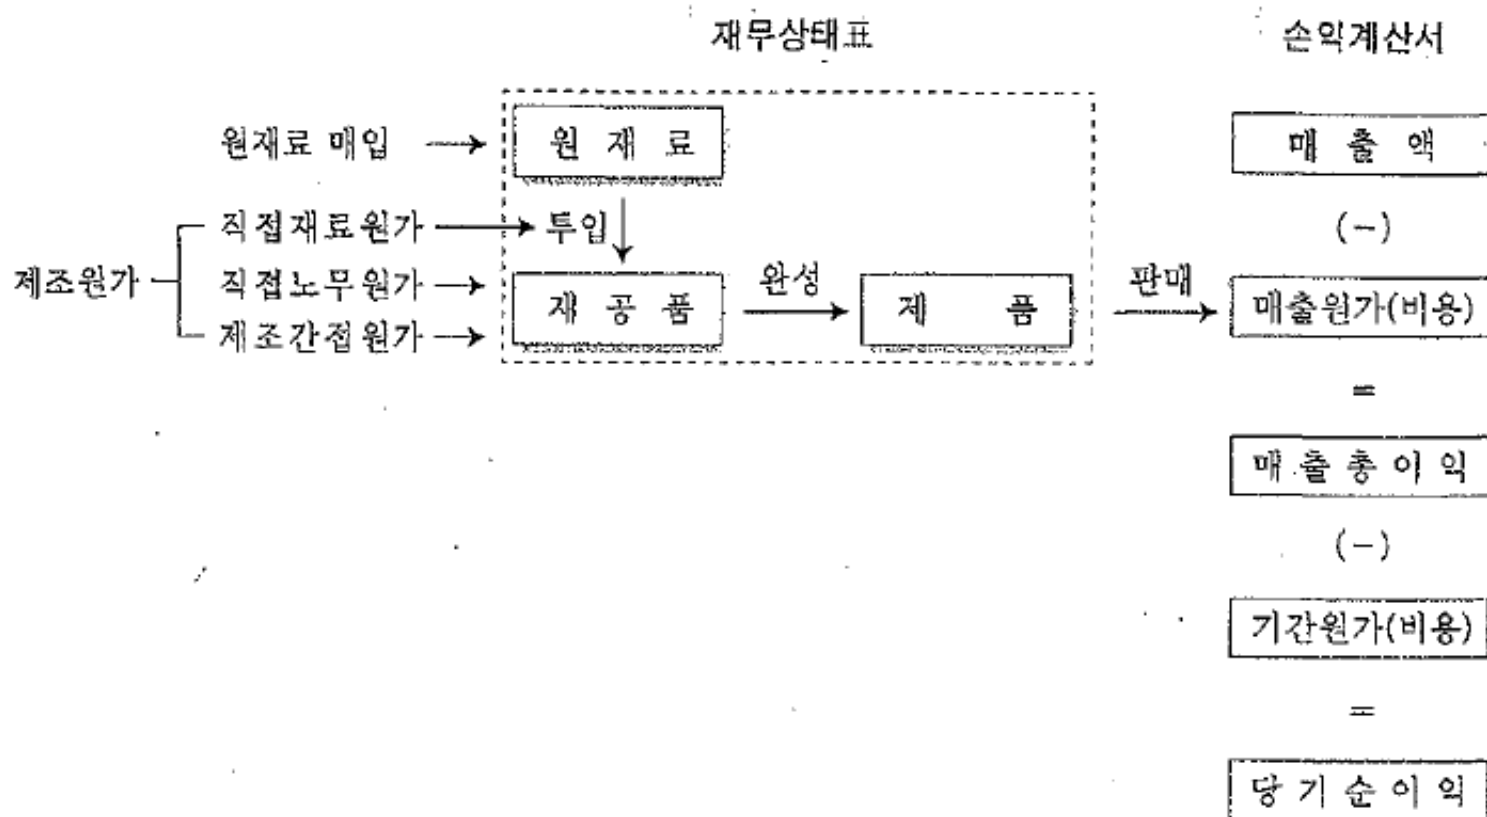 재무상태표
손익계산서
원재료 매입
원 재 료
매 출 액
직접재료원가
투입
(-)
제조원가
직접노무원가
재 공 품
완성
제 품
판매
매출원가(비용)
제조간접원가
=
매 출 총 이 익
(-)
기간원가(비용)
=
당 기 순 이 익